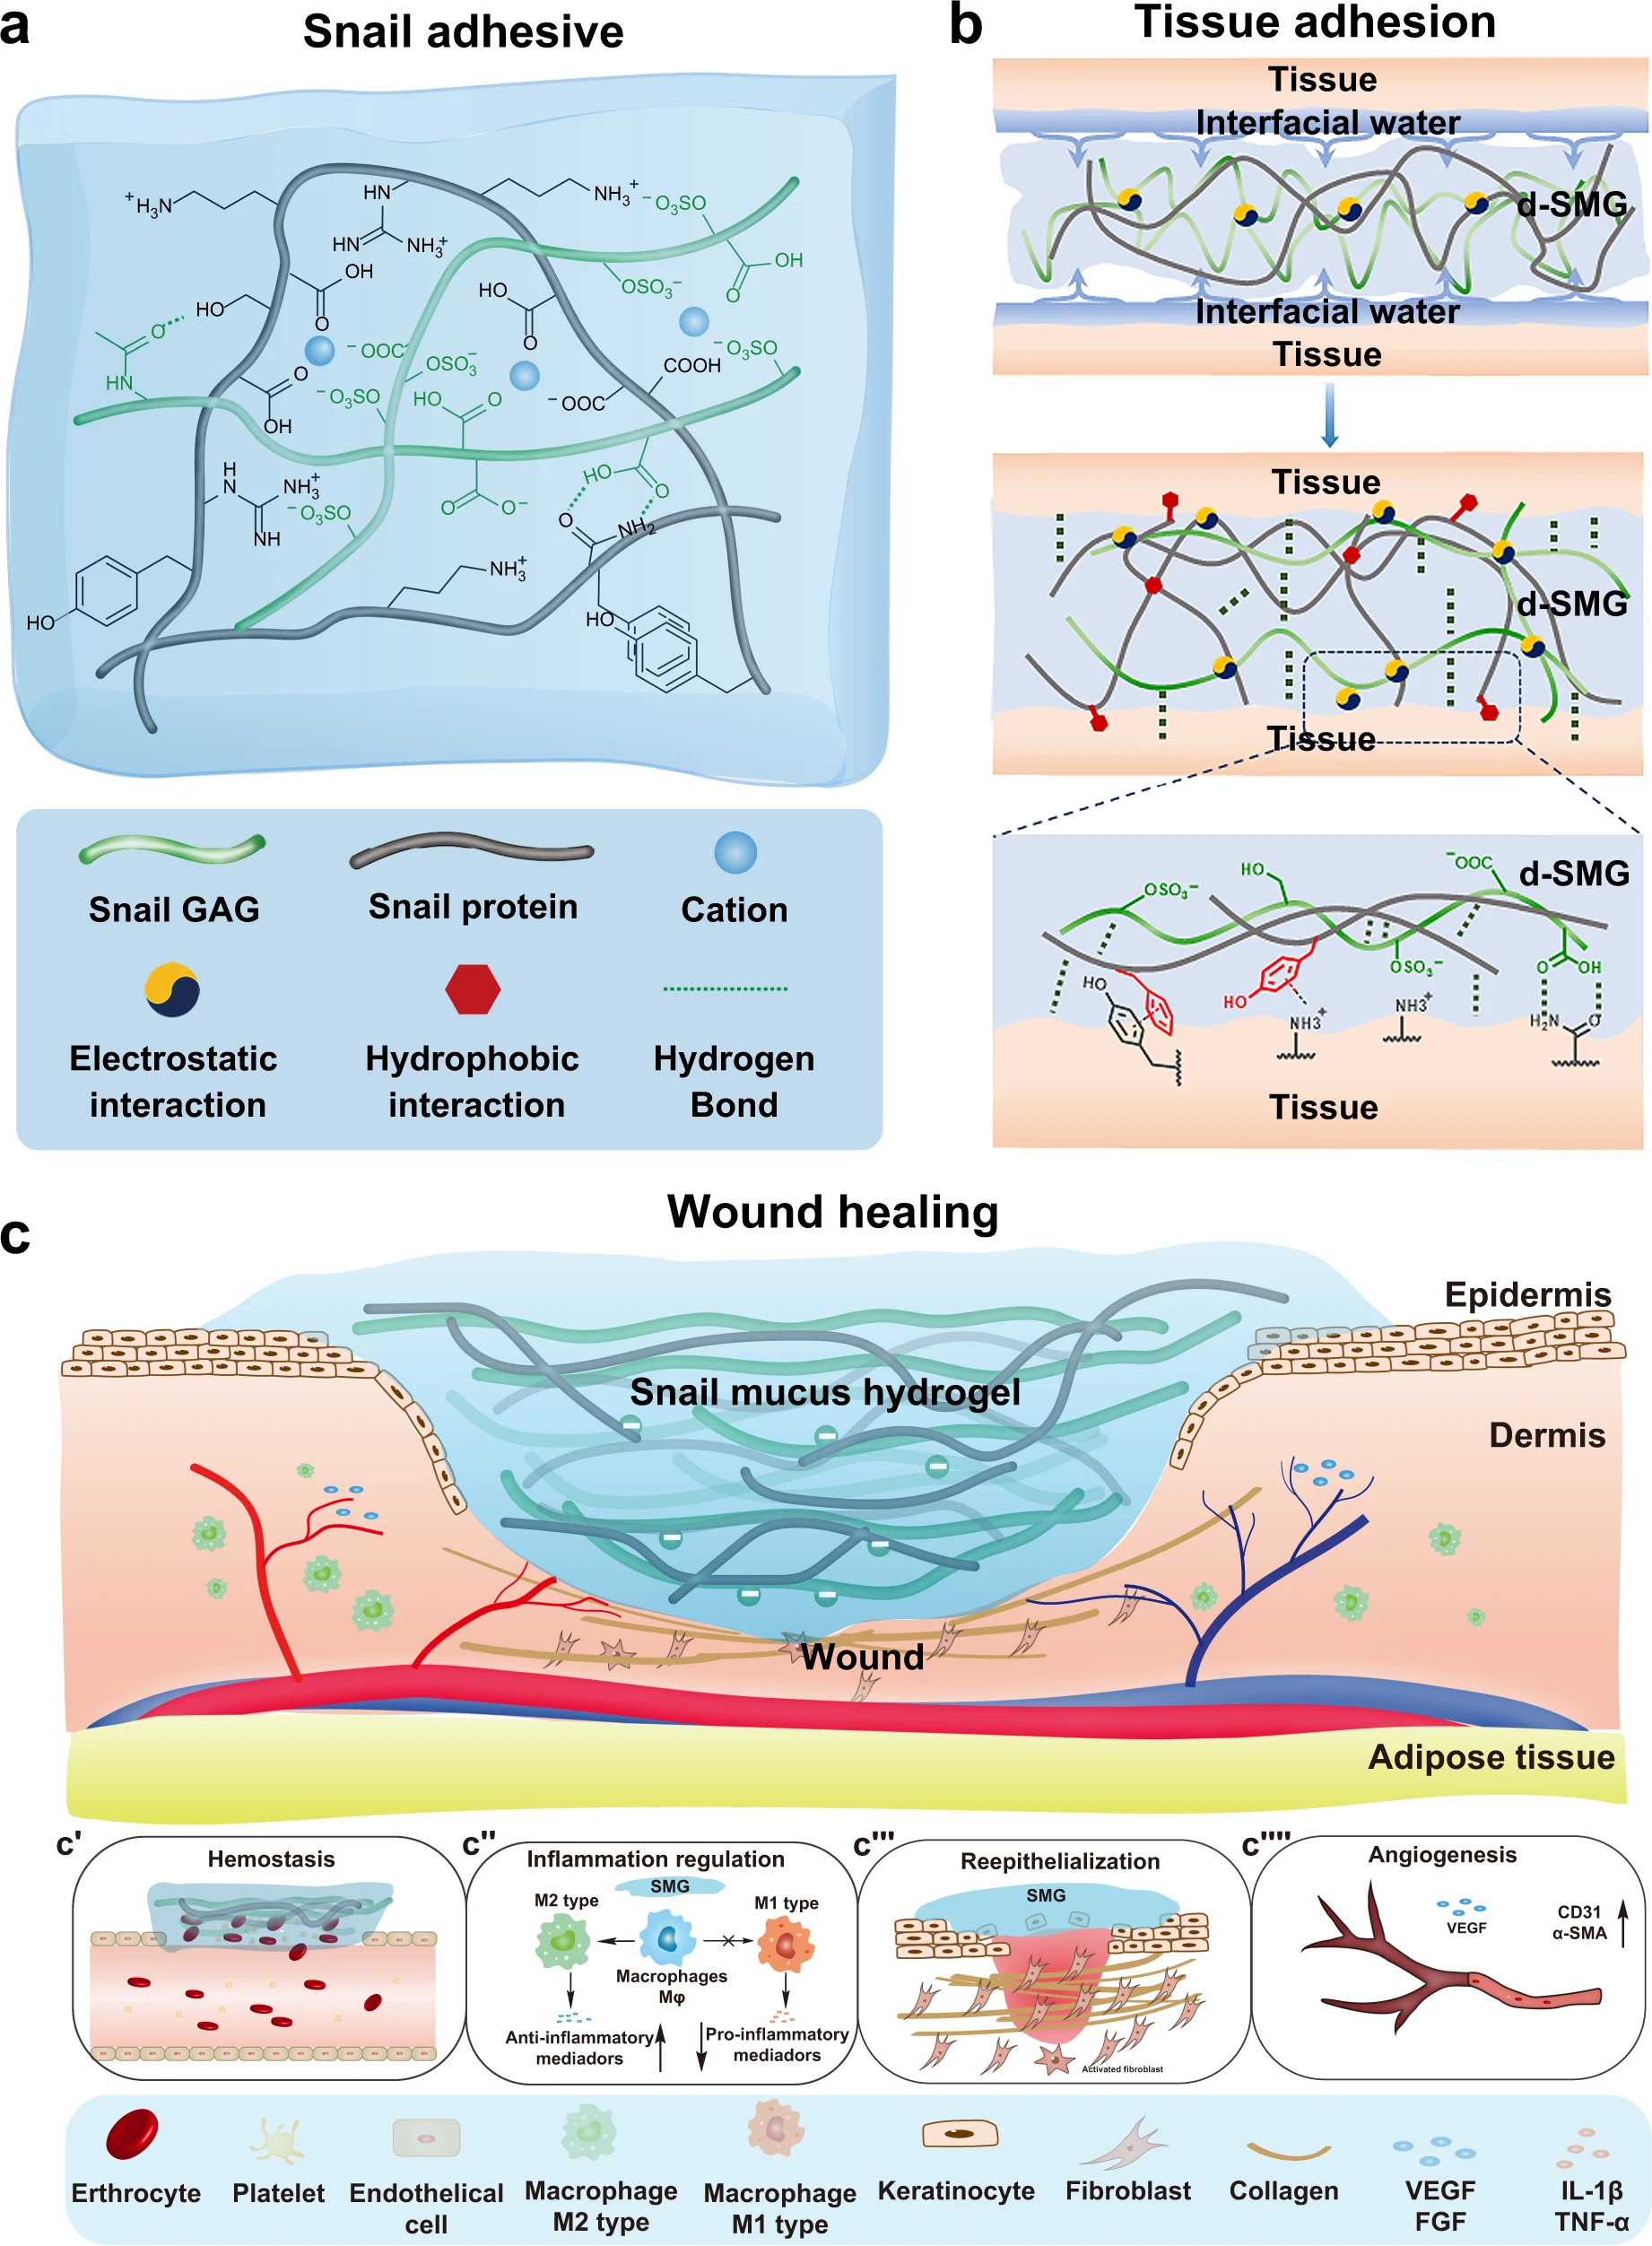 a
Snail adhesive
⁺H₃N
HN
NH₃⁺
⁻O₃SO
HN
NH₃⁺
OH
O
OH
O
OSO₃⁻
HO
HO
O
O
HN
⁻OOC
OSO₃⁻
⁻O₃SO
COOH
⁻O₃SO
HO
O
⁻OOC
O
OH
H
N
NH₃⁺
NH
⁻O₃SO
O
O⁻
HO
O
O
NH₂
NH₃⁺
HO
HO
Snail GAG
Snail protein
Cation
Electrostatic
interaction
Hydrophobic
interaction
Hydrogen
Bond
b
Tissue adhesion
Tissue
Interfacial water
d-SMG
Interfacial water
Tissue
Tissue
d-SMG
Tissue
d-SMG
OSO₃⁻
HO
⁻OOC
HO
HO
OSO₃⁻
O
OH
NH3⁺
NH3⁺
H₂N
O
Tissue
c
Wound healing
Epidermis
Snail mucus hydrogel
Dermis
Wound
Adipose tissue
c'
Hemostasis
c''
Inflammation regulation
SMG
M2 type
M1 type
Macrophages
Mφ
Anti-inflammatory
mediadors
Pro-inflammatory
mediadors
c'''
Reepithelialization
SMG
Activated fibroblast
c''''
Angiogenesis
VEGF
CD31
α-SMA
Erthrocyte
Platelet
Endothelical
cell
Macrophage
M2 type
Macrophage
M1 type
Keratinocyte
Fibroblast
Collagen
VEGF
FGF
IL-1β
TNF-α